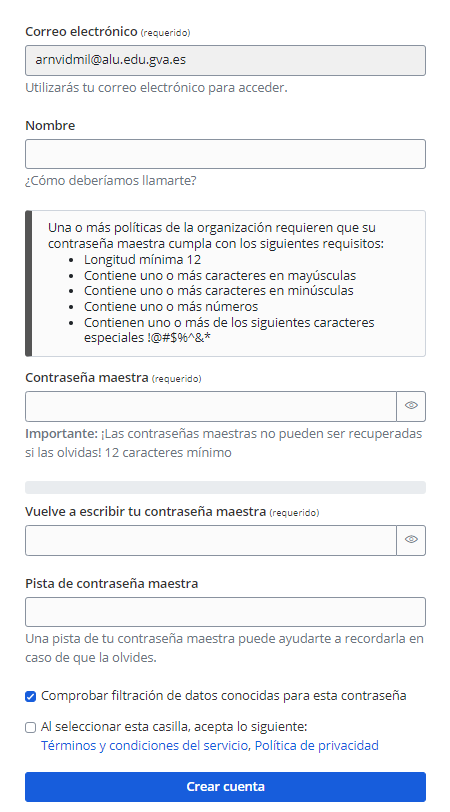 Correo electrónico (requerido)
arnvidmil@alu.edu.gva.es
Utilizarás tu correo electrónico para acceder.
Nombre
¿Cómo deberíamos llamarte?
Una o más políticas de la organización requieren que su
contraseña maestra cumpla con los siguientes requisitos:
• Longitud mínima 12
• Contiene uno o más caracteres en mayúsculas
• Contiene uno o más caracteres en minúsculas
• Contiene uno o más números
• Contienen uno o más de los siguientes caracteres
especiales !@#$%^&*
Contraseña maestra (requerido)
Importante: ¡Las contraseñas maestras no pueden ser recuperadas
si las olvidas! 12 caracteres mínimo
Vuelve a escribir tu contraseña maestra (requerido)
Pista de contraseña maestra
Una pista de tu contraseña maestra puede ayudarte a recordarla en
caso de que la olvides.
Comprobar filtración de datos conocidas para esta contraseña
Al seleccionar esta casilla, acepta lo siguiente:
Términos y condiciones del servicio, Política de privacidad
Crear cuenta